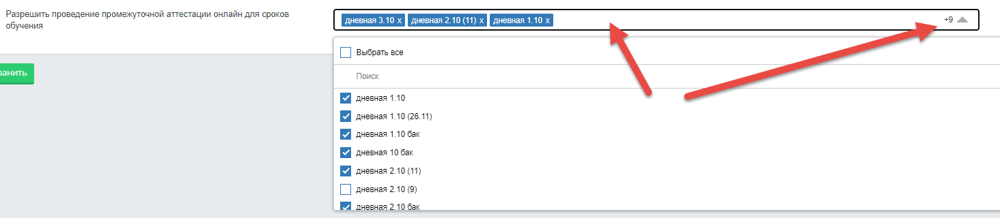 Разрешить проведение промежуточной аттестации онлайн для сроков
обучения
дневная 3.10 x дневная 2.10 (11) x дневная 1.10 x +9
Выбрать все
Поиск
ранить
дневная 1.10
дневная 1.10 (26.11)
дневная 1.10 бак
дневная 10 бак
дневная 2.10 (11)
дневная 2.10 (9)
дневная 2.10 бак